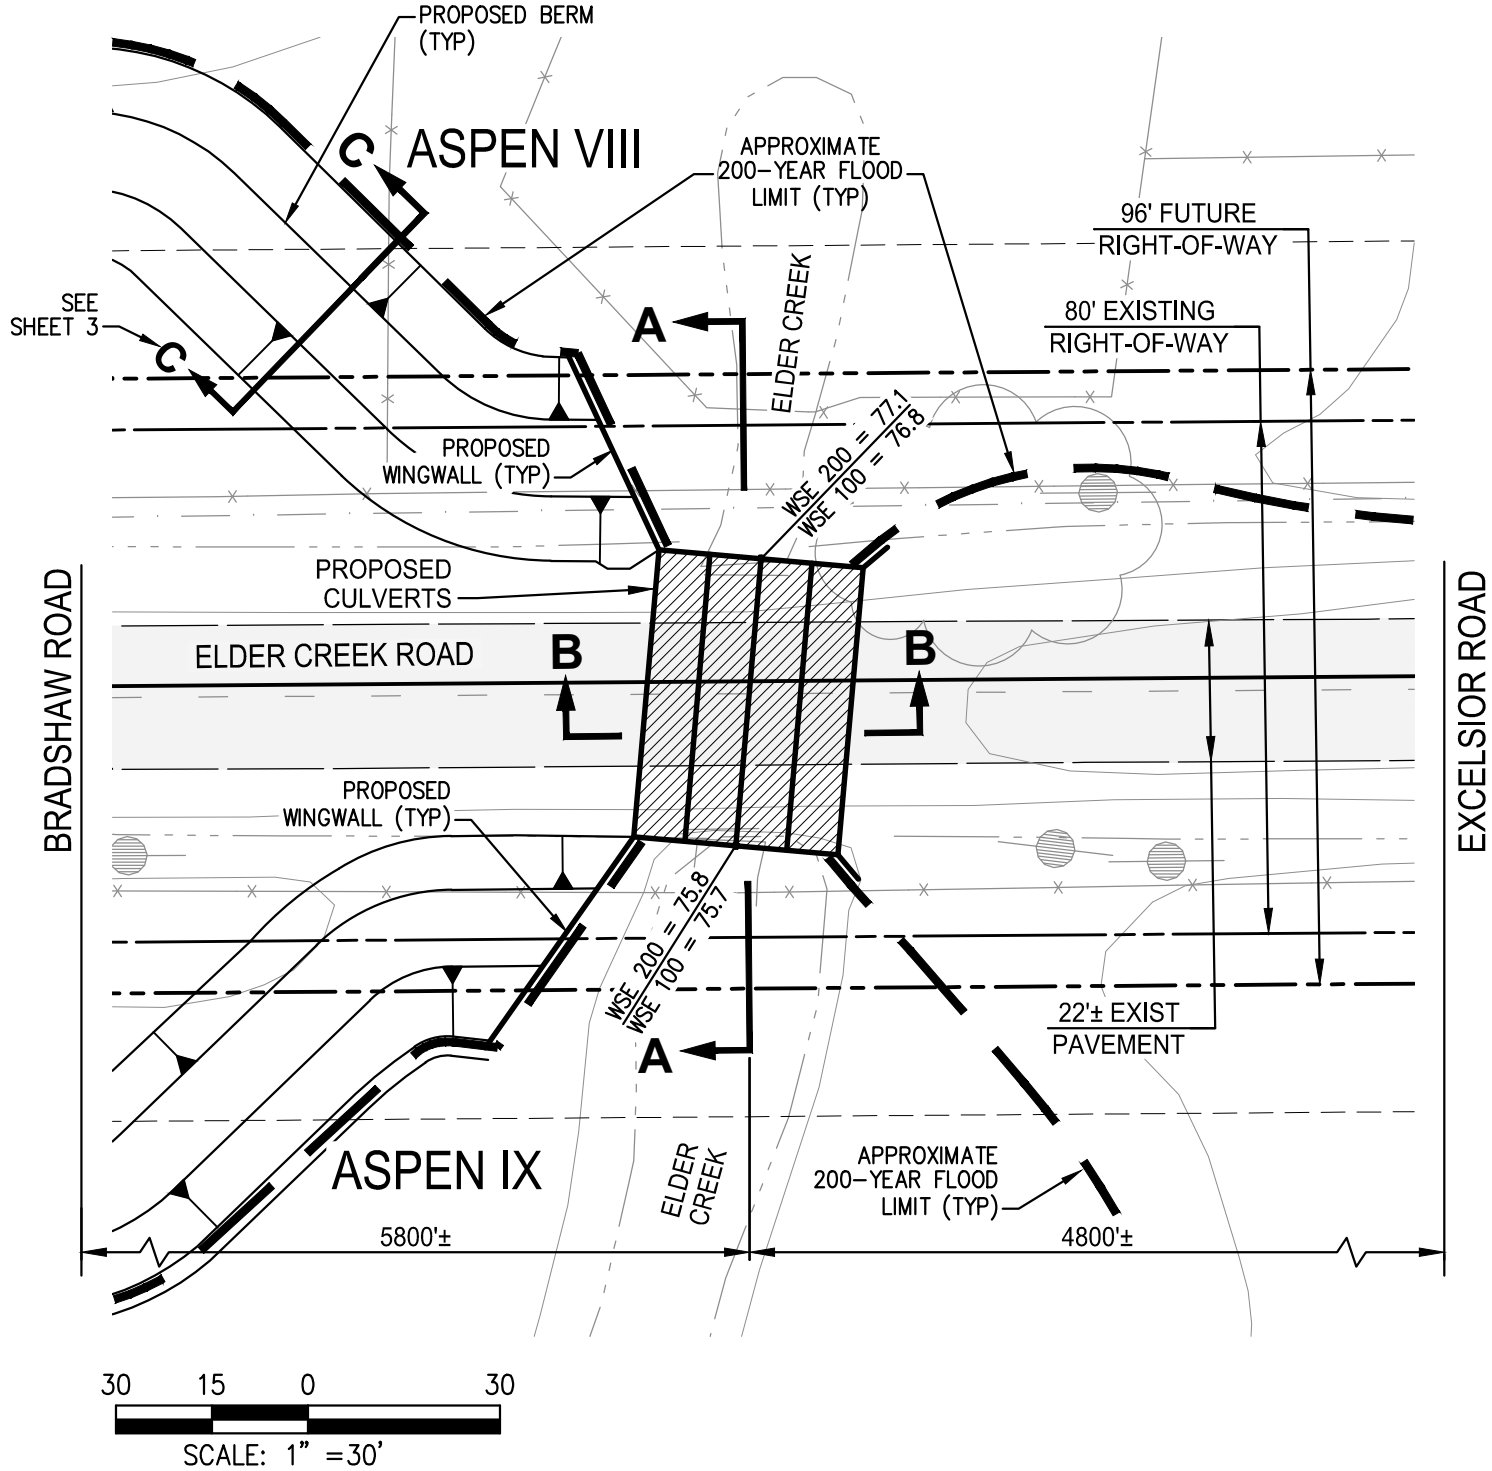 PROPOSED BERM
(TYP)
C
ASPEN VIII
APPROXIMATE
200-YEAR FLOOD
LIMIT (TYP)
96' FUTURE
RIGHT-OF-WAY
SEE
SHEET 3
C
A
ELDER CREEK
80' EXISTING
RIGHT-OF-WAY
WSE 200 = 77.1
WSE 100 = 76.8
PROPOSED
WINGWALL (TYP)
PROPOSED
CULVERTS
BRADSHAW ROAD
ELDER CREEK ROAD
B
B
EXCELSIOR ROAD
PROPOSED
WINGWALL (TYP)
WSE 200 = 75.8
WSE 100 = 75.7
A
22'± EXIST
PAVEMENT
ASPEN IX
ELDER
CREEK
APPROXIMATE
200-YEAR FLOOD
LIMIT (TYP)
5800'±
4800'±
30 15 0 30
SCALE: 1" =30'